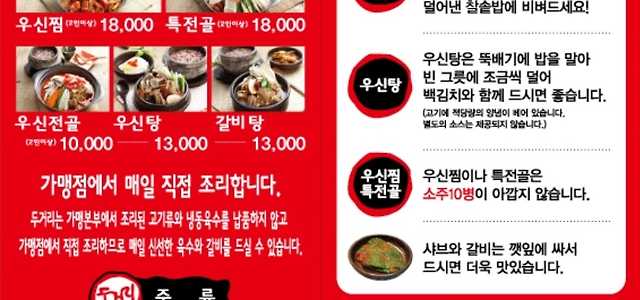 우신찜(2인이상) 18,000
특전골(2인이상) 18,000
우신전골(2인이상) 10,000
우신탕 13,000
갈비탕 13,000
가맹점에서 매일 직접 조리합니다.
두거리는 가맹본부에서 조리된 고기류와 냉동육수를 납품하지 않고
가맹점에서 직접 조리하므로 매일 신선한 육수와 갈비를 드실 수 있습니다.
두거리
주 류
덜어낸 찰솥밥에 비벼드세요!
우신탕
우신탕은 뚝배기에 밥을 말아
빈 그릇에 조금씩 덜어
백김치와 함께 드시면 좋습니다.
(고기에 적당량의 양념이 베어 있습니다.
별도의 소스는 제공되지 않습니다.)
우신찜
특전골
우신찜이나 특전골은
소주10병이 아깝지 않습니다.
샤브와 갈비는 깻잎에 싸서
드시면 더욱 맛있습니다.